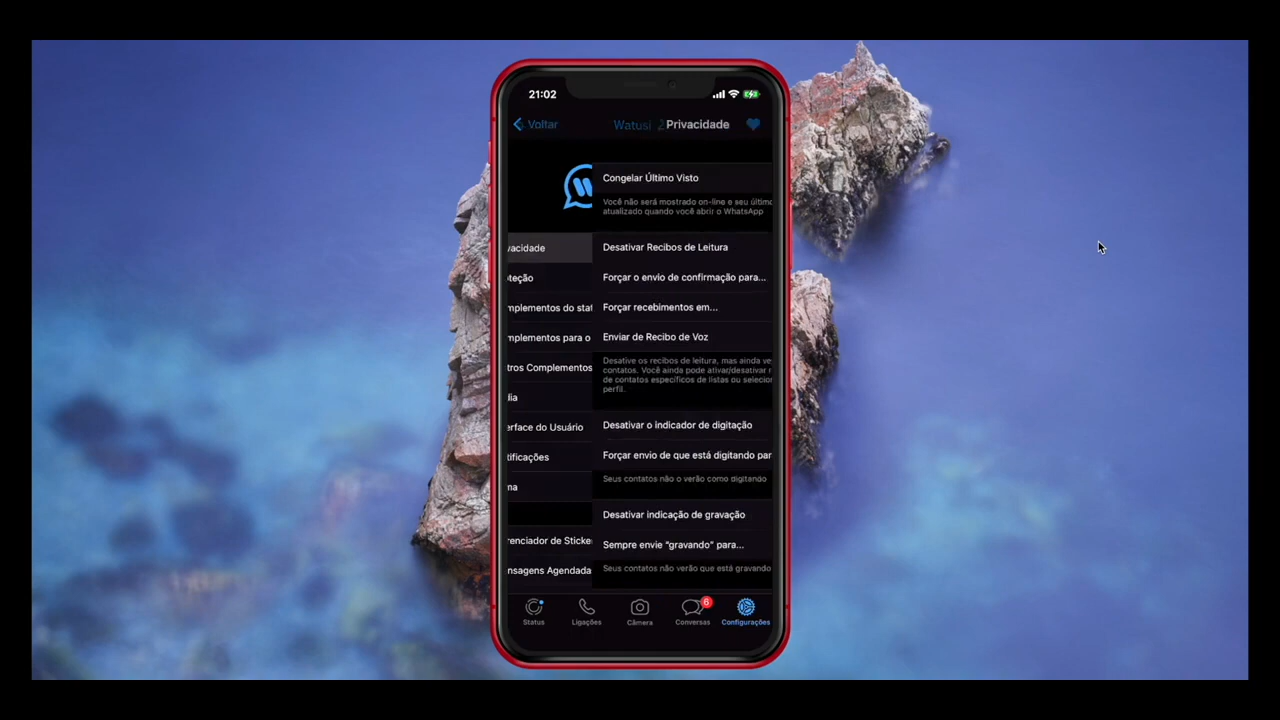 21:02
Voltar
Watusi
Privacidade
Congelar Último Visto
Você não será mostrado on-line e seu último
atualizado quando você abrir o WhatsApp
vacidade
Desativar Recibos de Leitura
teção
Forçar o envio de confirmação para...
mplementos do stat
Forçar recebimentos em...
mplementos para o
Enviar de Recibo de Voz
tros Complementos
Desative os recibos de leitura, mas ainda ve
contatos. Você ainda pode ativar/desativar r
de contatos específicos de listas ou selecior
perfil.
dia
erface do Usuário
Desativar o indicador de digitação
tificações
Forçar envio de que está digitando par
Seus contatos não o verão como digitando
ma
Desativar indicação de gravação
renciador de Sticke
Sempre envie “gravando” para...
nsagens Agendada
Seus contatos não verão que está gravando
6
Status
Ligações
Câmera
Conversas
Configurações